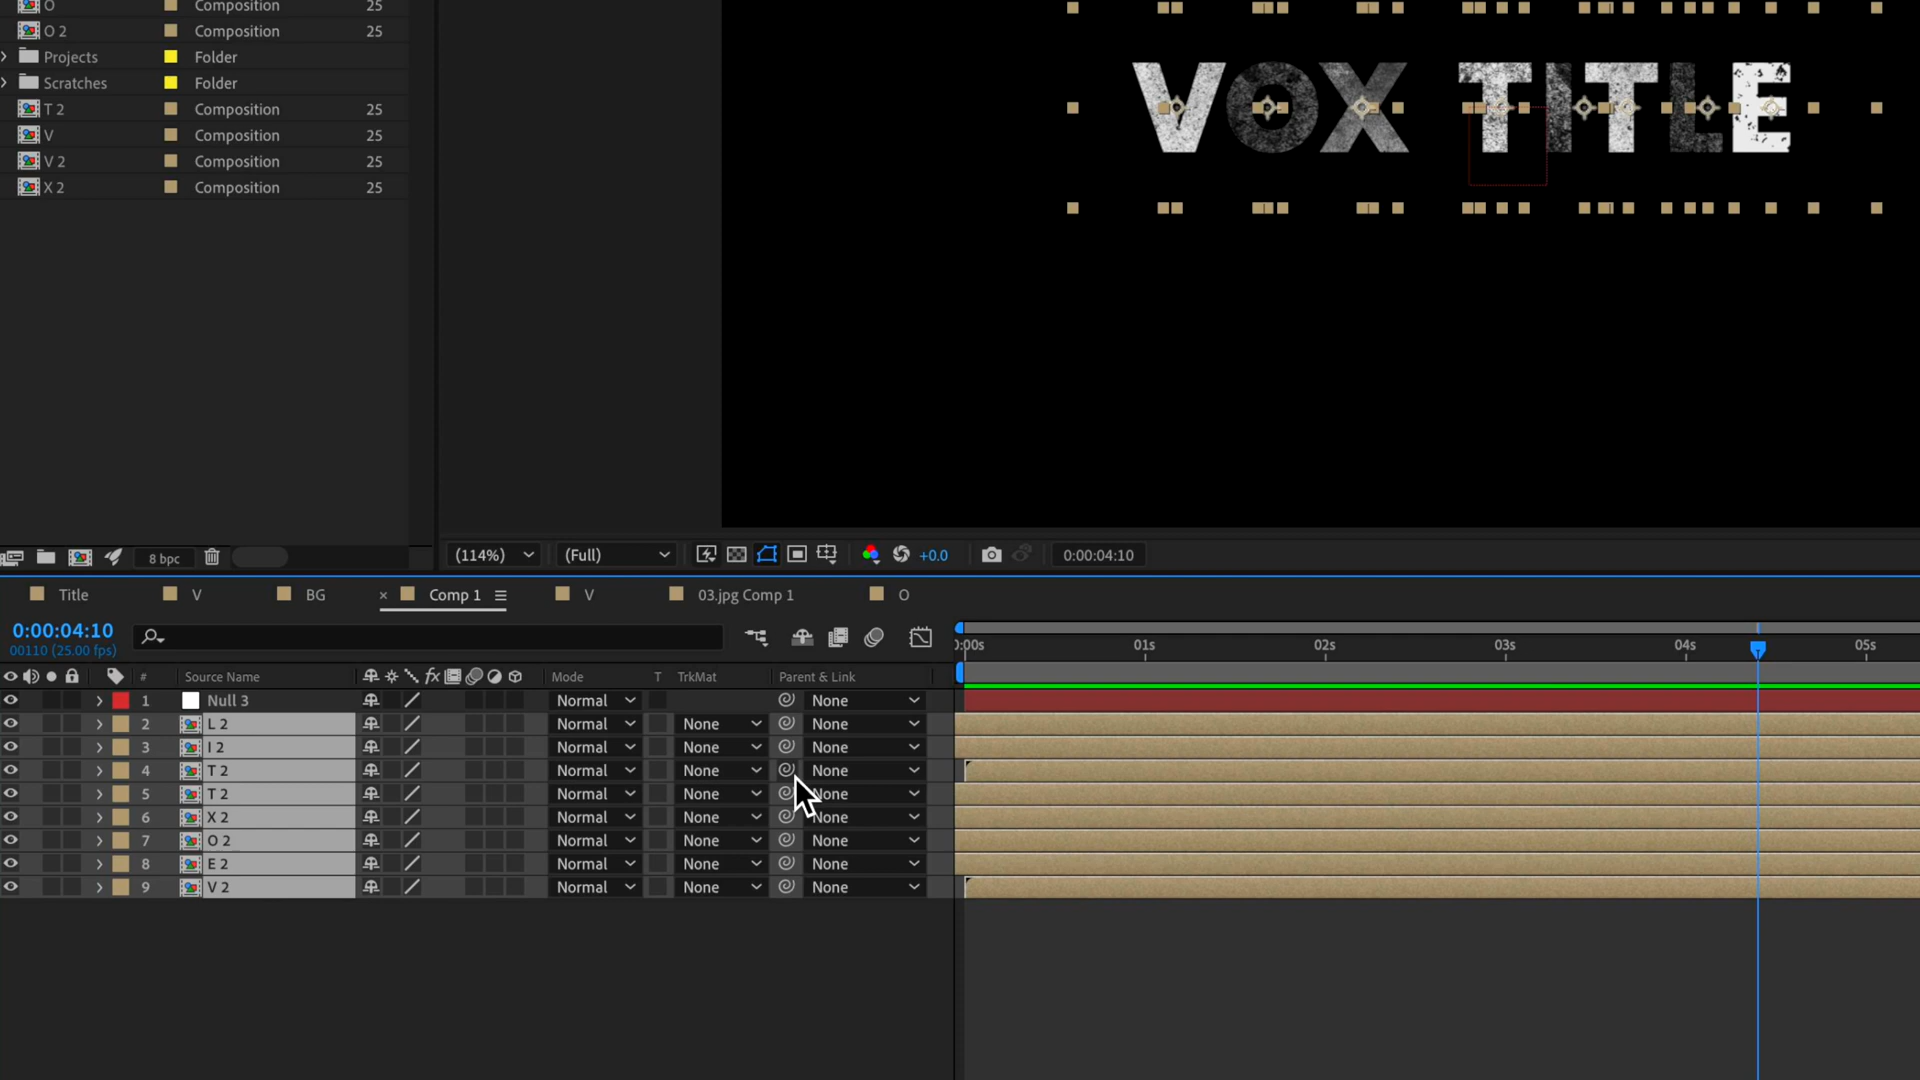 O Composition 25
O 2 Composition 25
Projects Folder
Scratches Folder
T 2 Composition 25
V Composition 25
V 2 Composition 25
X 2 Composition 25
VOX TITLE
8 bpc
(114%) (Full) +0.0 0:00:04:10
Title V BG × Comp 1 V 03.jpg Comp 1 O
0:00:04:10
00110 (25.00 fps)
):00s 01s 02s 03s 04s 05s
# Source Name fx Mode T TrkMat Parent & Link
1 Null 3 Normal None
2 L 2 Normal None None
3 I 2 Normal None None
4 T 2 Normal None None
5 T 2 Normal None None
6 X 2 Normal None None
7 O 2 Normal None None
8 E 2 Normal None None
9 V 2 Normal None None